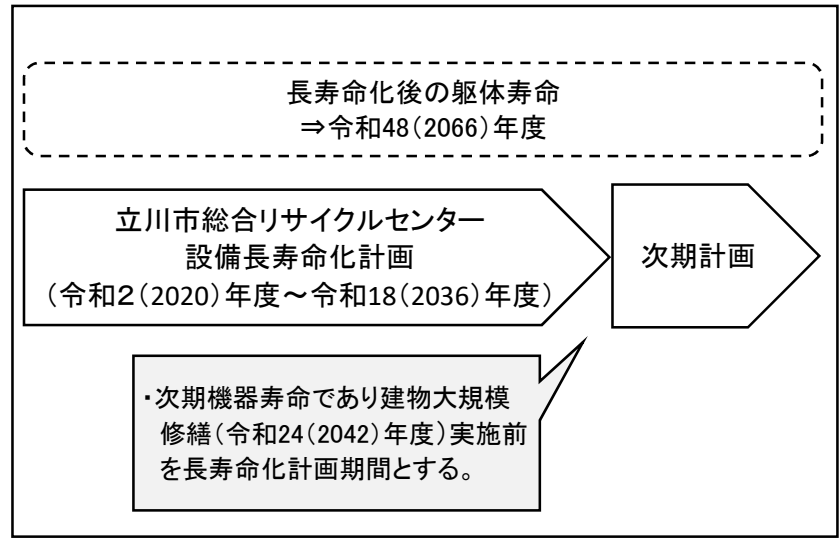 長寿命化後の躯体寿命
⇒令和48(2066)年度
立川市総合リサイクルセンター
設備長寿命化計画
(令和２(2020)年度～令和18(2036)年度)
次期計画
・次期機器寿命であり建物大規模
修繕(令和24(2042)年度)実施前
を長寿命化計画期間とする。